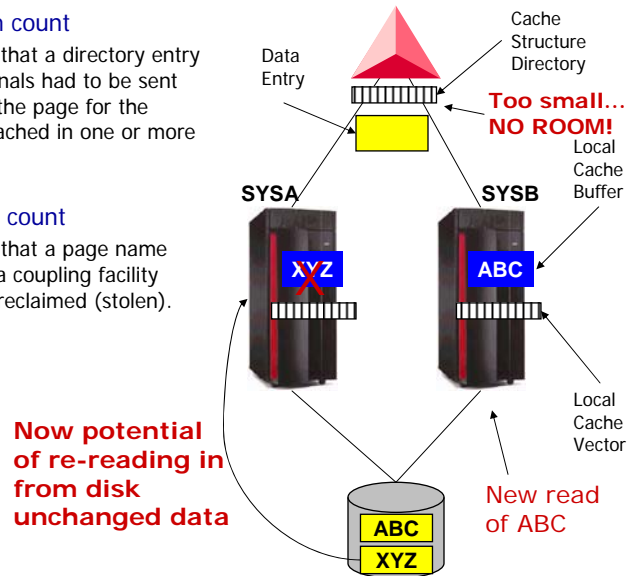 n count
that a directory entry
nals had to be sent
the page for the
ached in one or more
count
that a page name
a coupling facility
reclaimed (stolen).
Data
Entry
Cache
Structure
Directory
Too small...
NO ROOM!
Local
Cache
Buffer
SYSA
SYSB
XYZ
X
ABC
Local
Cache
Vector
Now potential
of re-reading in
from disk
unchanged data
New read
of ABC
ABC
XYZ